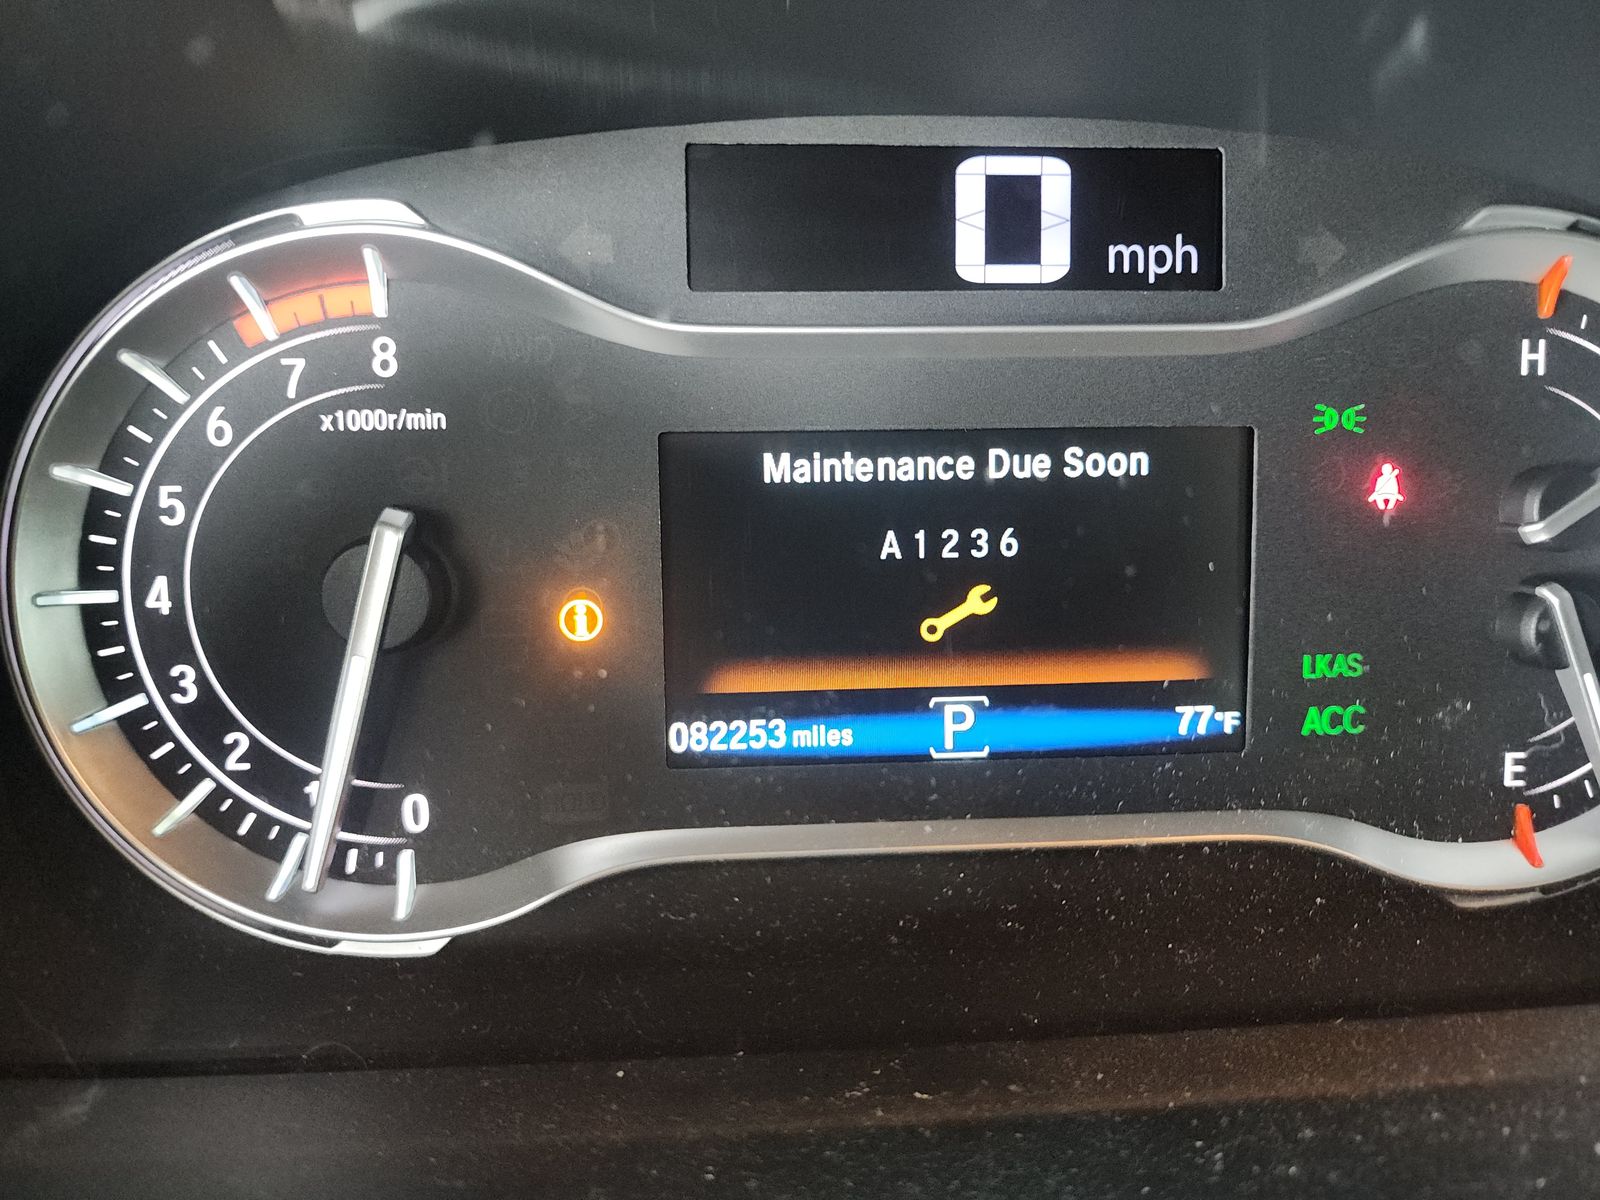 0 mph
8
7
6
x1000r/min
5
4
3
2
1
0
Maintenance Due Soon
A 1 2 3 6
i
082253 miles
P
77°F
LKAS
ACC
H
E